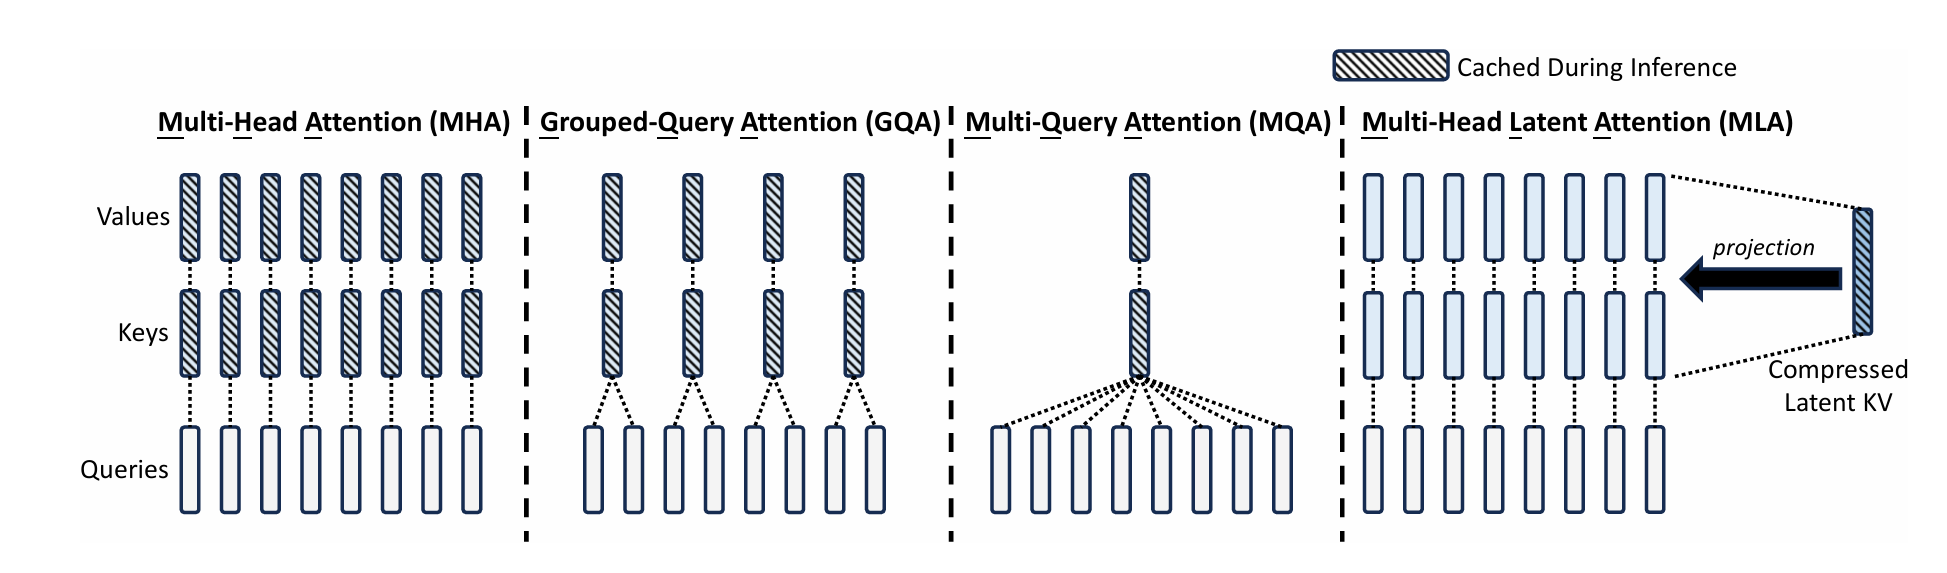 Cached During Inference
Multi-Head Attention (MHA)
Grouped-Query Attention (GQA)
Multi-Query Attention (MQA)
Multi-Head Latent Attention (MLA)
Values
Keys
Queries
projection
Compressed
Latent KV